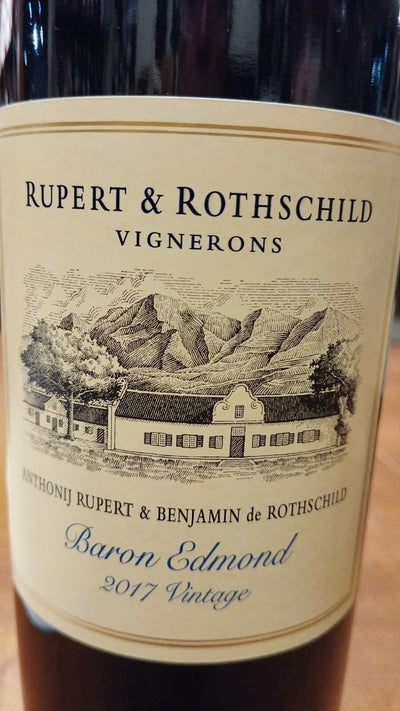 RUPERT & ROTHSCHILD
VIGNERONS
ANTHONIJ RUPERT & BENJAMIN de ROTHSCHILD
Baron Edmond
2017 Vintage